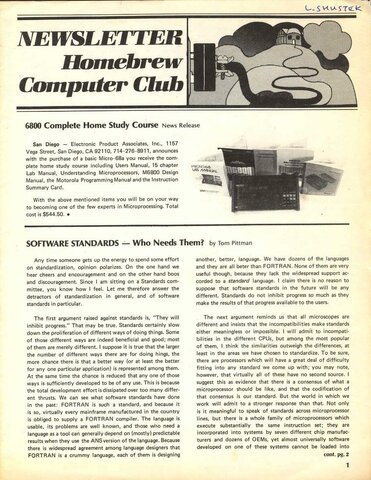 L. SHUSTEK
NEWSLETTER
Homebrew
Computer Club
6800 Complete Home Study Course News Release
San Diego — Electronic Product Associates, Inc., 1157
Vega Street, San Diego, CA 92110, 714-276-8911, announces
with the purchase of a basic Micro-68a you receive the com-
plete home study course including Users Manual, 15 chapter
Lab Manual, Understanding Microprocessors, M6800 Design
Manual, the Motorola Programming Manual and the Instruction
Summary Card.
With the above mentioned items you will be on your way
to becoming one of the few experts in Microprocessing. Total
cost is $544.50.
SOFTWARE STANDARDS — Who Needs Them? by Tom Pittman
Any time someone gets up the energy to spend some effort
on standardization, opinion polarizes. On the one hand we
hear cheers and encouragement and on the other hand boos
and discouragement. Since I am sitting on a Standards com-
mittee, you know how I feel. Let me therefore answer the
detractors of standardization in general, and of software
standards in particular.
The first argument raised against standards is, "They will
inhibit progress." That may be true. Standards certainly slow
down the proliferation of different ways of doing things. Some
of those different ways are indeed beneficial and good; most
of them are merely different. I suppose it is true that the larger
the number of different ways there are for doing things, the
more chance there is that a better way (or at least the better
for any one particular application) is represented among them.
At the same time the chance is reduced that any one of those
ways is sufficiently developed to be of any use. This is because
the total development effort is dissipated over too many differ-
ent thrusts. We can see what software standards have done
in the past: FORTRAN is such a standard, and because it
is so, virtually every mainframe manufactured in the country
is obliged to supply a FORTRAN compiler. The language is
usable, its problems are well known, and those who need a
language as a tool can generally depend on (mostly) predictable
results when they use the ANS version of the language. Because
there is widespread agreement among language designers that
FORTRAN is a crummy language, each of them is designing
another, better, language. We have dozens of the languages
and they are all better than FORTRAN. None of them are very
useful though, because they lack the widespread support ac-
corded to a standard language. I claim there is no reason to
suppose that software standards in the future will be any
different. Standards do not inhibit progress so much as they
make the results of that progress available to the users.
The next argument reminds us that all microscopes are
different and insists that the incompatibilities make standards
either meaningless or impossible. I will admit to incompati-
bilities in the different CPUs, but among the most popular
of them, I think the similarities outweigh the differences, at
least in the areas we have chosen to standardize. To be sure,
there are processors which will have a great deal of difficulty
fitting into any standard we come up with; you may note,
however, that virtually all of these have no second source. I
suggest this as evidence that there is a consensus of what a
microprocessor should be like, and that the codification of
that consensus is our standard. But the world in which we
work will admit to a stronger response than that. Not only
is it meaningful to speak of standards across microprocessor
lines, but there is a whole family of microprocessors which
execute substantially the same instruction set; they are
incorporated into systems by seven different chip manufac-
turers and dozens of OEMs, yet almost universally software
developed on one of these systems cannot be loaded into
cont. pg. 2
1